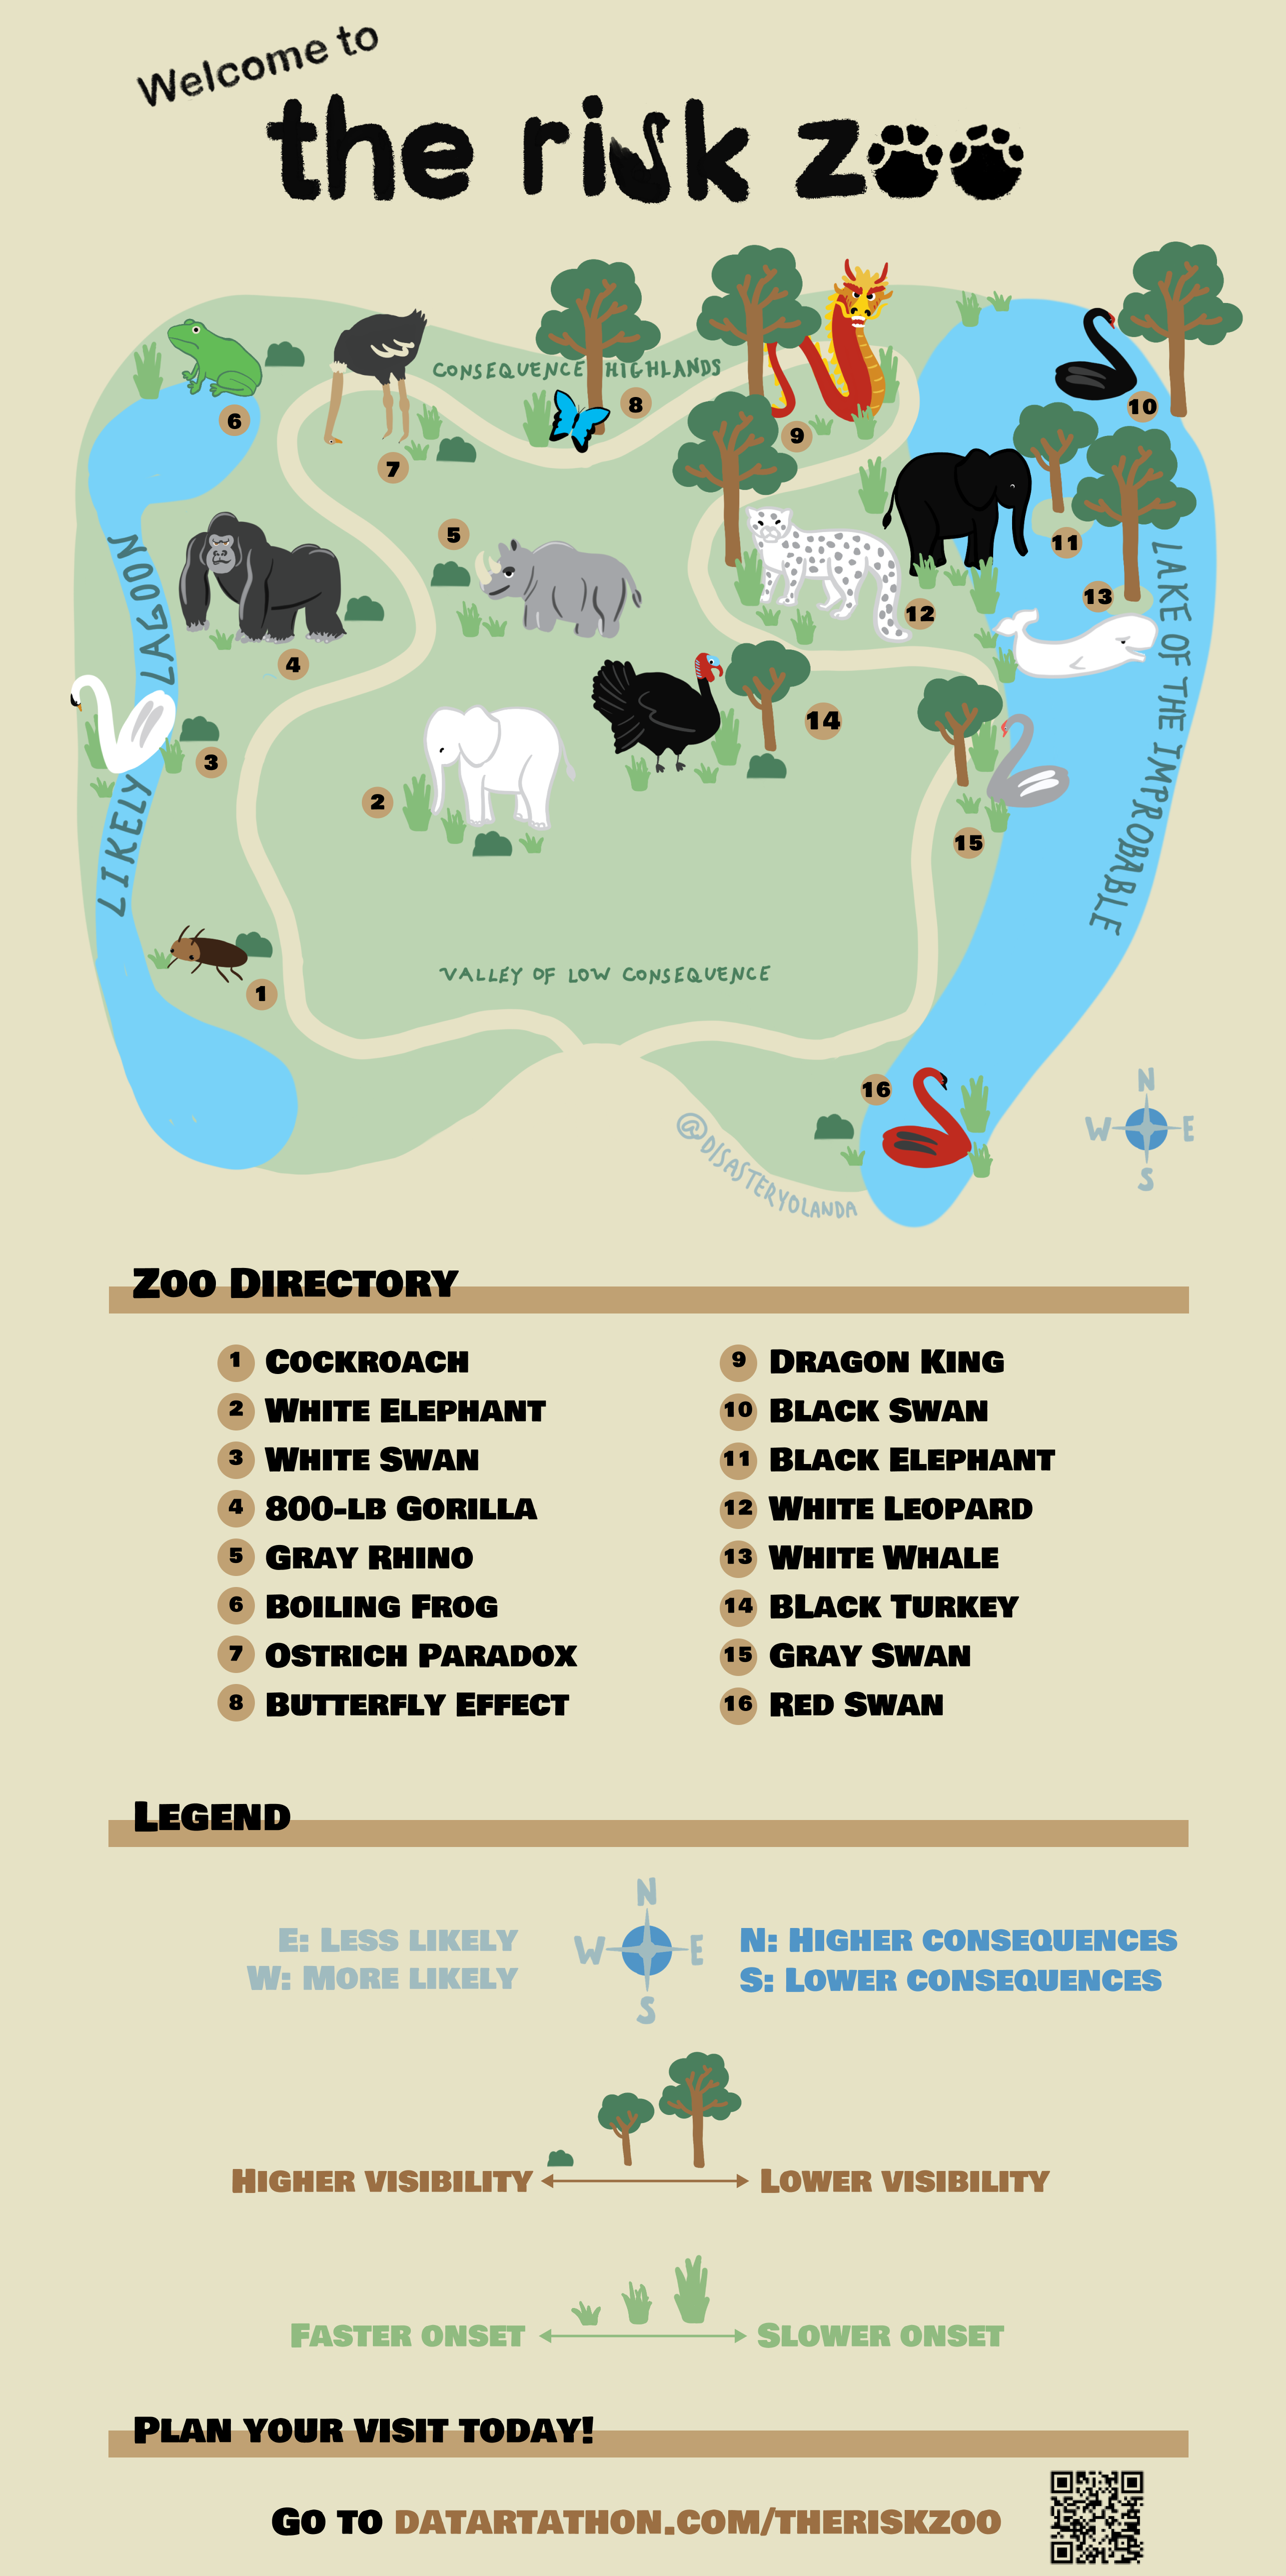 Welcome to
the risk zoo
CONSEQUENCE HIGHLANDS
6
7
8
9
10
5
11
LAGOON
4
12
13
LAKE OF THE IMPROBABLE
3
2
14
15
LIKELY
1
VALLEY OF LOW CONSEQUENCE
16
@DISASTERYOLANDA
N
W E
S
ZOO DIRECTORY
1 COCKROACH
2 WHITE ELEPHANT
3 WHITE SWAN
4 800-LB GORILLA
5 GRAY RHINO
6 BOILING FROG
7 OSTRICH PARADOX
8 BUTTERFLY EFFECT
9 DRAGON KING
10 BLACK SWAN
11 BLACK ELEPHANT
12 WHITE LEOPARD
13 WHITE WHALE
14 BLACK TURKEY
15 GRAY SWAN
16 RED SWAN
LEGEND
E: LESS LIKELY
W: MORE LIKELY
N
W E
S
N: HIGHER CONSEQUENCES
S: LOWER CONSEQUENCES
HIGHER VISIBILITY LOWER VISIBILITY
FASTER ONSET SLOWER ONSET
PLAN YOUR VISIT TODAY!
GO TO DATARTATHON.COM/THERISKZOO